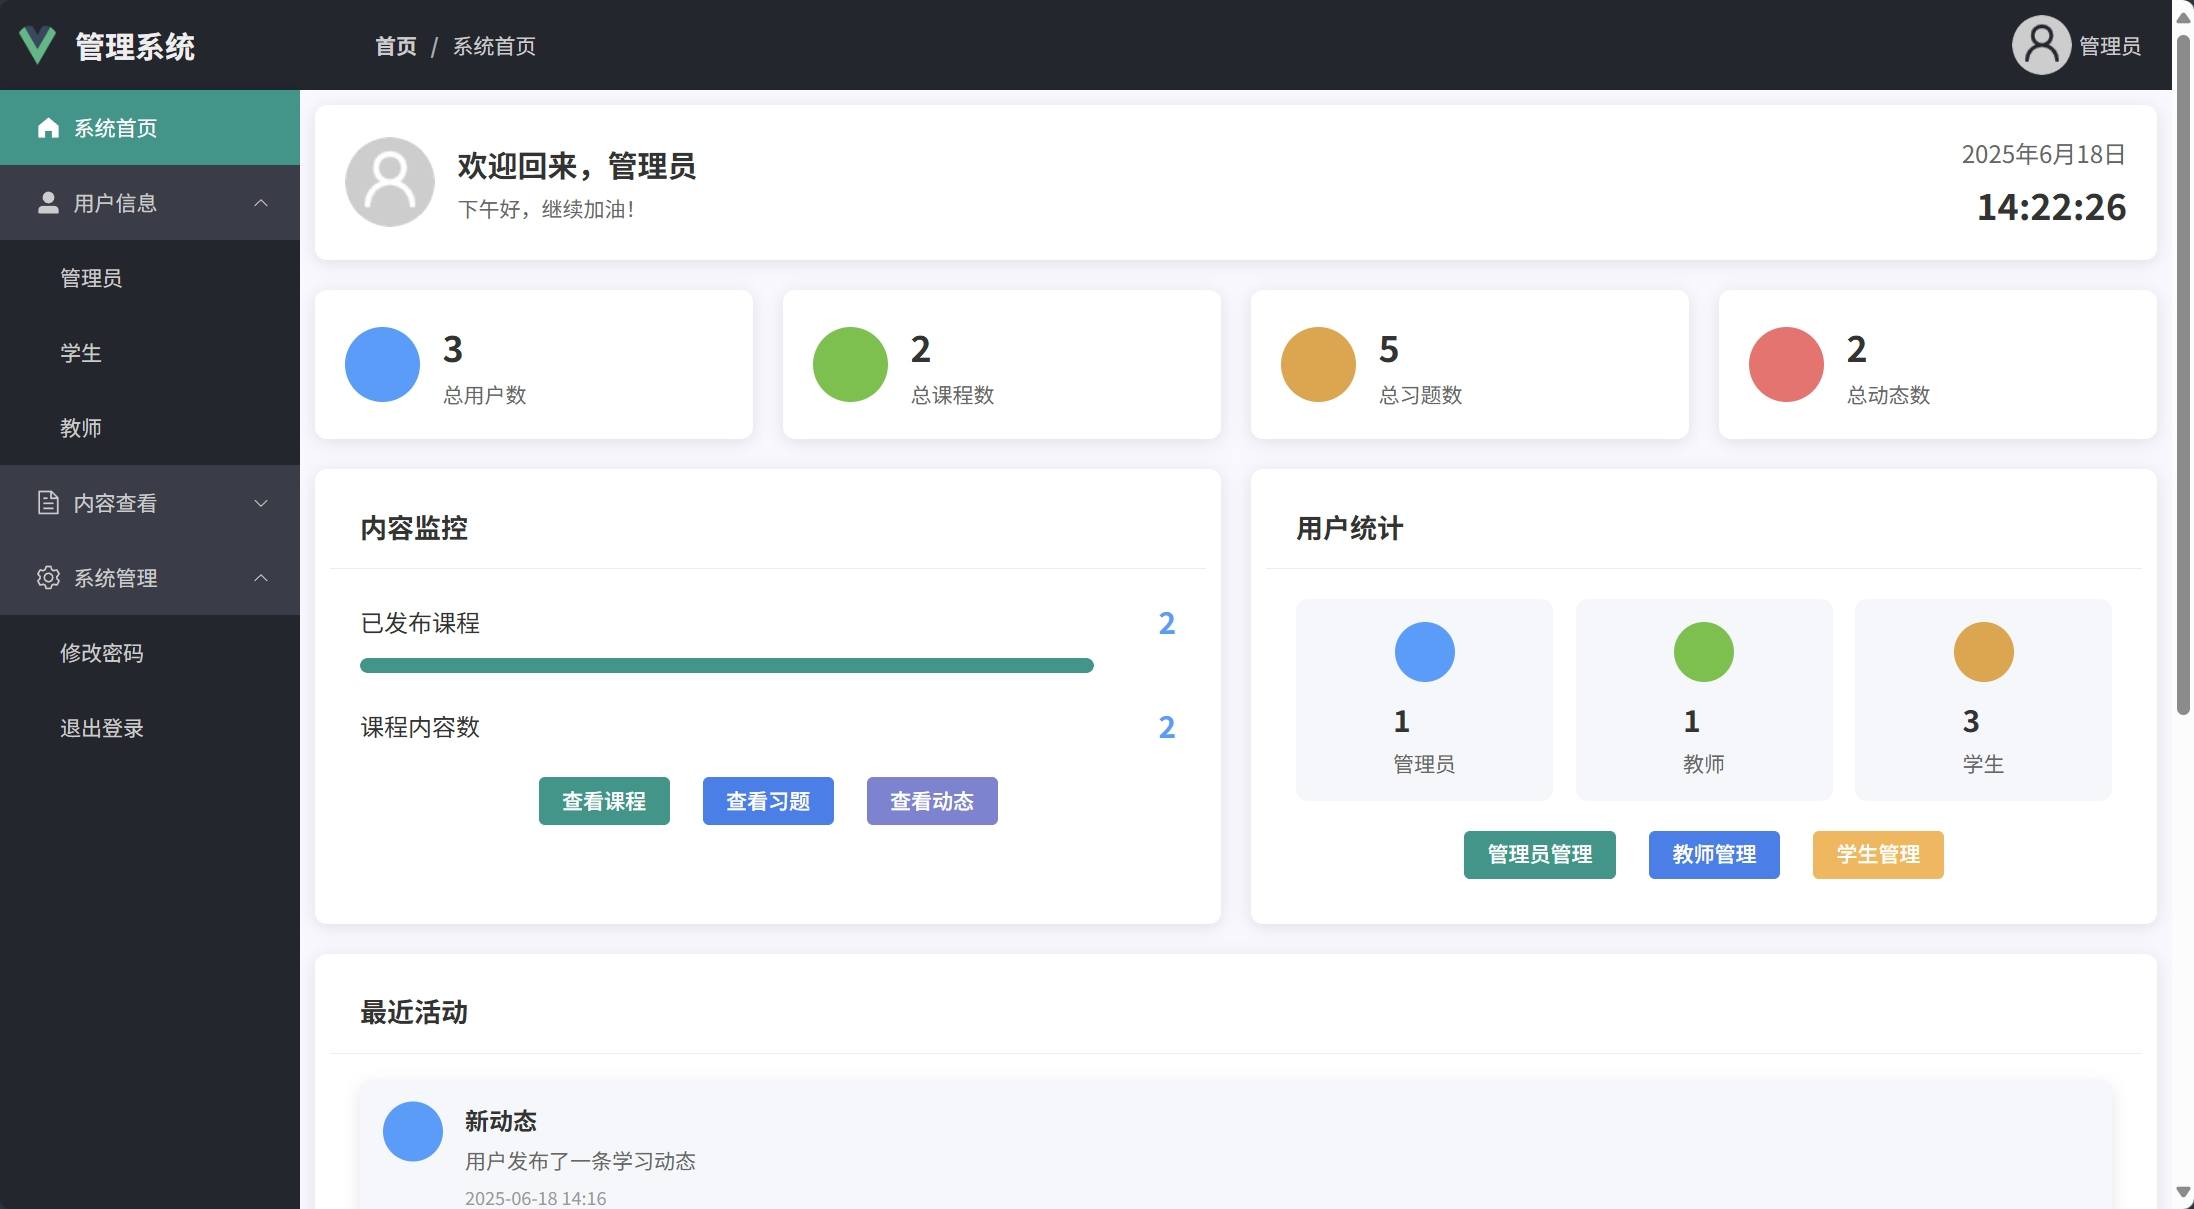 管理系统
首页 / 系统首页
管理员
系统首页
用户信息
管理员
学生
教师
内容查看
系统管理
修改密码
退出登录
欢迎回来，管理员
下午好，继续加油！
2025年6月18日
14:22:26
3
总用户数
2
总课程数
5
总习题数
2
总动态数
内容监控
已发布课程 2
课程内容数 2
查看课程 查看习题 查看动态
用户统计
1
管理员
1
教师
3
学生
管理员管理 教师管理 学生管理
最近活动
新动态
用户发布了一条学习动态
2025-06-18 14:16